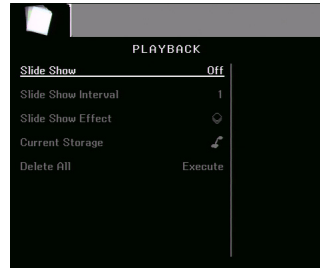 PLAYBACK
Slide Show Off
Slide Show Interval 1
Slide Show Effect
Current Storage
Delete All Execute